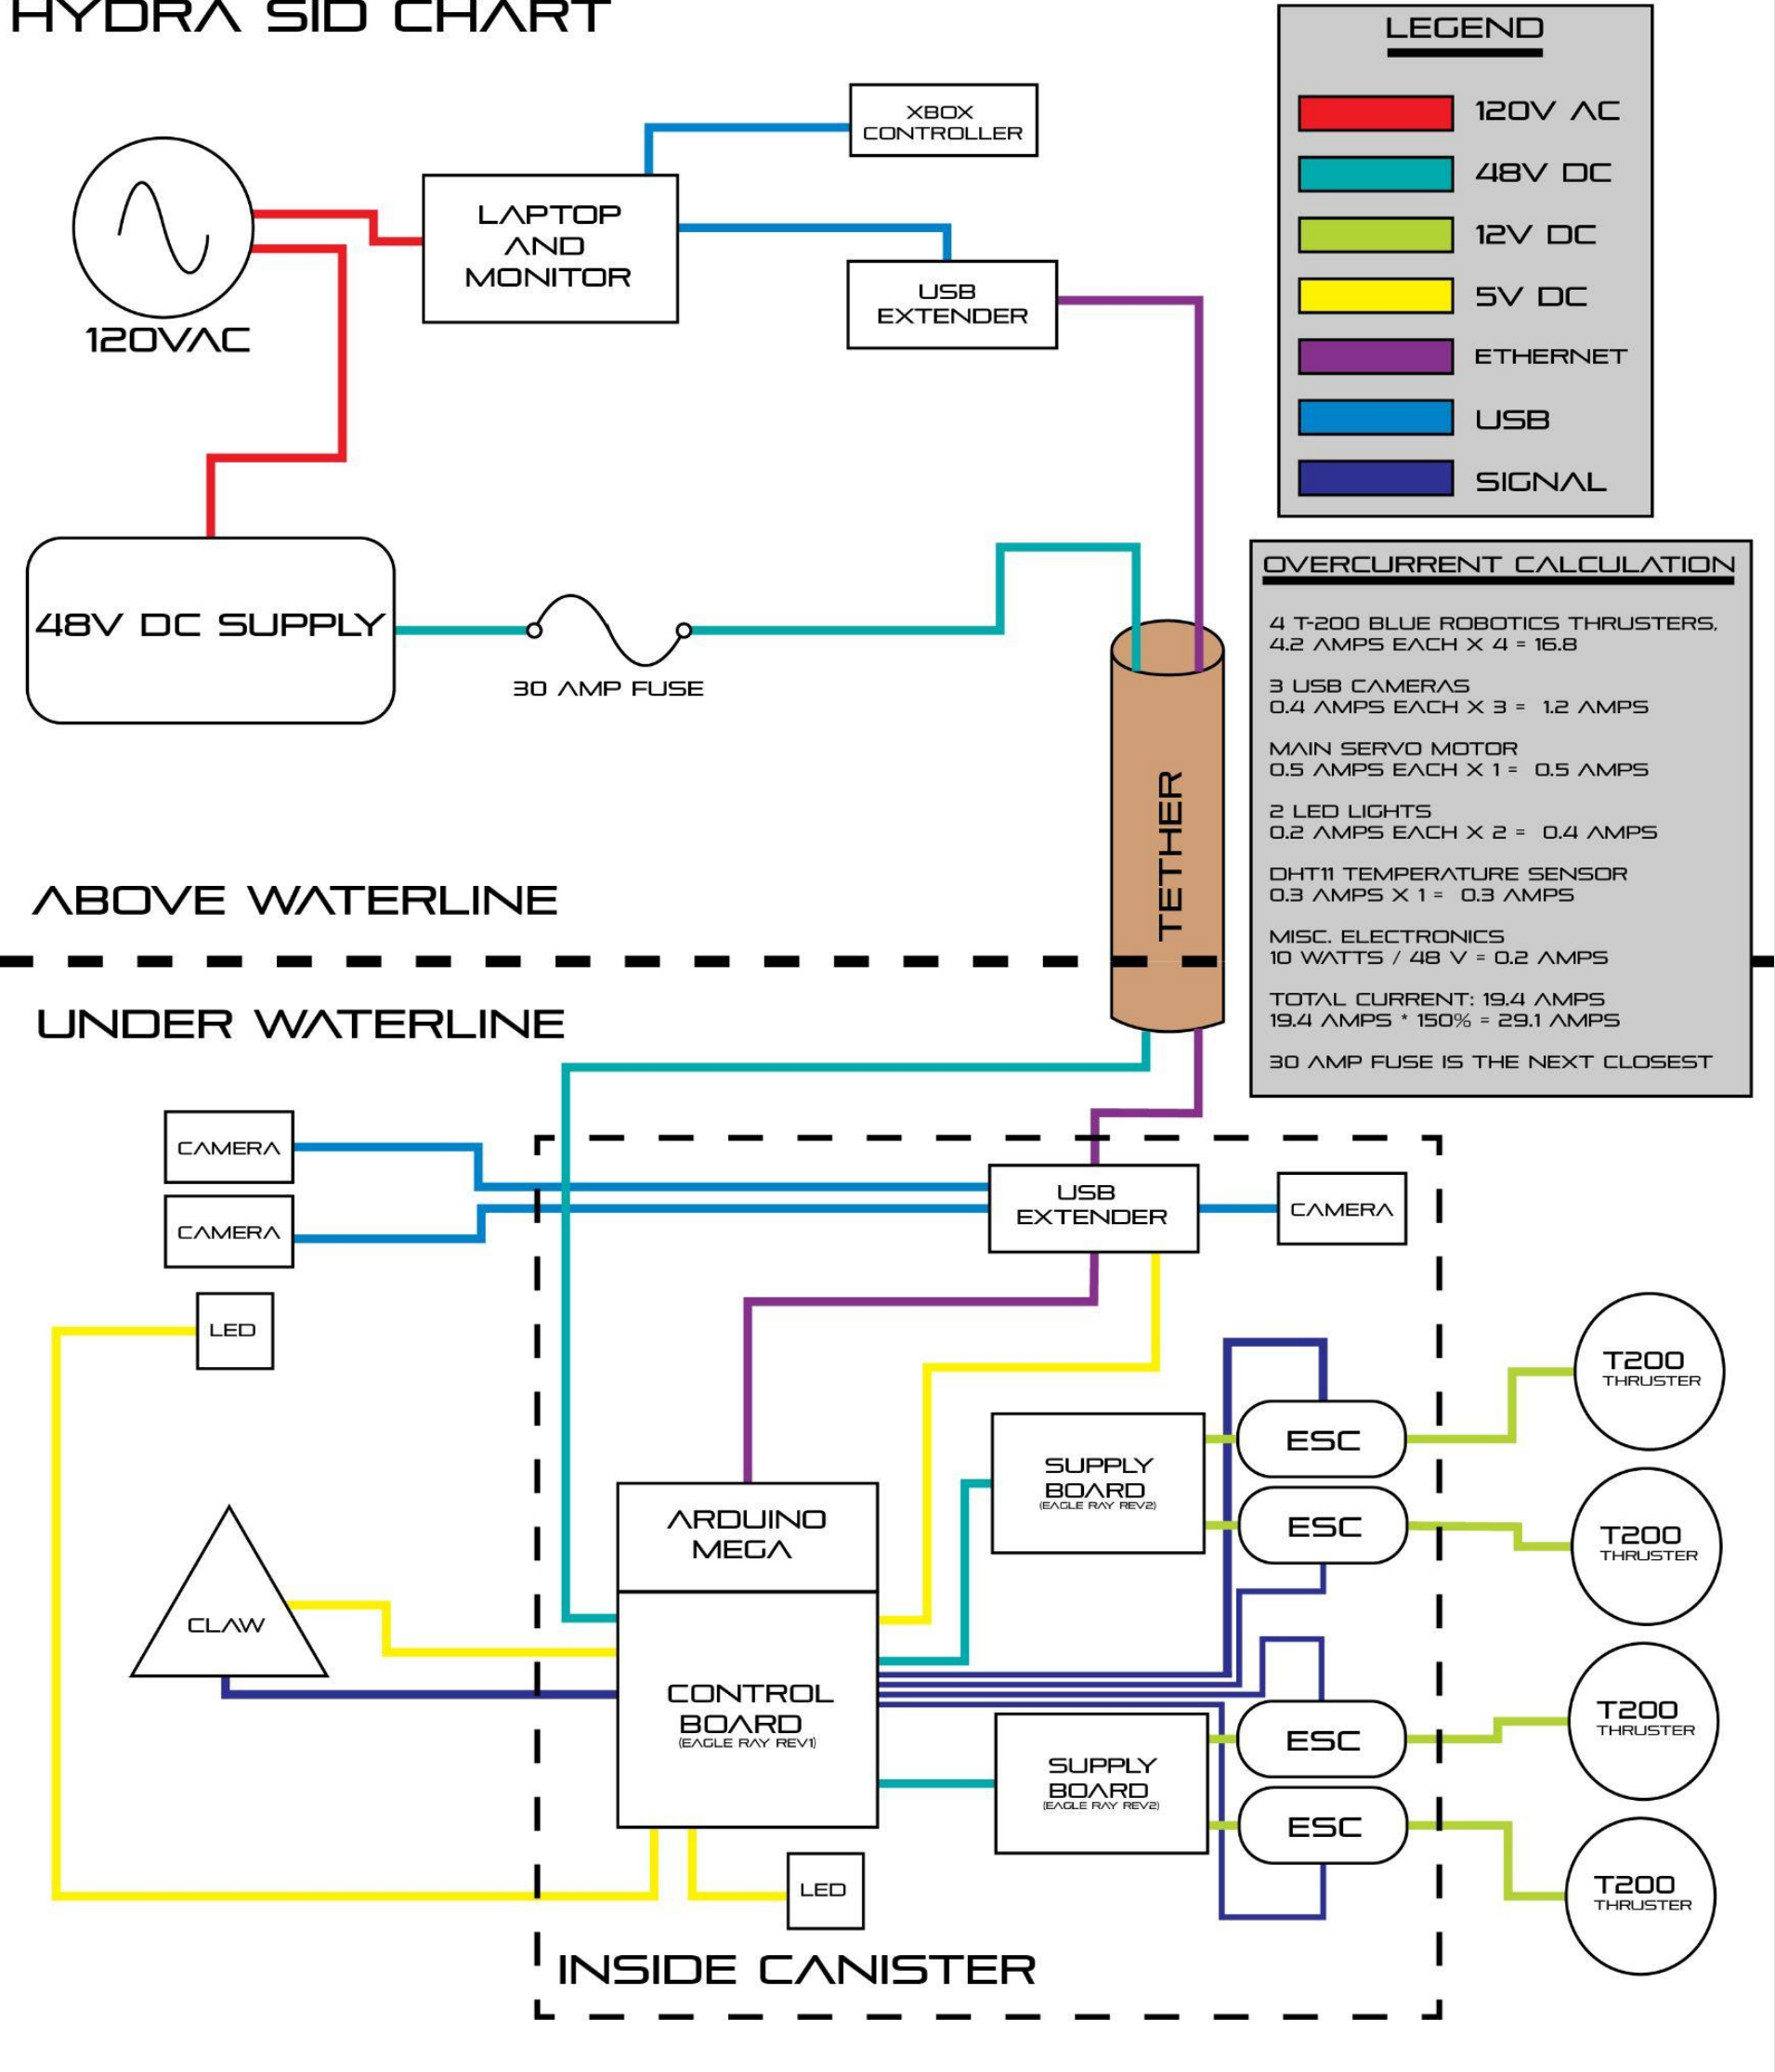 HYDRA SID CHART
LEGEND
120V AC
48V DC
12V DC
5V DC
ETHERNET
USB
SIGNAL
XBOX
CONTROLLER
LAPTOP
AND
MONITOR
USB
EXTENDER
120VAC
48V DC SUPPLY
30 AMP FUSE
TETHER
OVERCURRENT CALCULATION
4 T-200 BLUE ROBOTICS THRUSTERS,
4.2 AMPS EACH X 4 = 16.8
3 USB CAMERAS
0.4 AMPS EACH X 3 = 1.2 AMPS
MAIN SERVO MOTOR
0.5 AMPS EACH X 1 = 0.5 AMPS
2 LED LIGHTS
0.2 AMPS EACH X 2 = 0.4 AMPS
DHT11 TEMPERATURE SENSOR
0.3 AMPS X 1 = 0.3 AMPS
MISC. ELECTRONICS
10 WATTS / 48 V = 0.2 AMPS
TOTAL CURRENT: 19.4 AMPS
19.4 AMPS * 150% = 29.1 AMPS
30 AMP FUSE IS THE NEXT CLOSEST
ABOVE WATERLINE
UNDER WATERLINE
CAMERA
CAMERA
USB
EXTENDER
CAMERA
LED
T200
THRUSTER
SUPPLY
BOARD
(EAGLE RAY REV2)
ESC
ESC
T200
THRUSTER
ARDUINO
MEGA
CLAW
CONTROL
BOARD
(EAGLE RAY REV1)
SUPPLY
BOARD
(EAGLE RAY REV2)
ESC
ESC
T200
THRUSTER
T200
THRUSTER
LED
INSIDE CANISTER